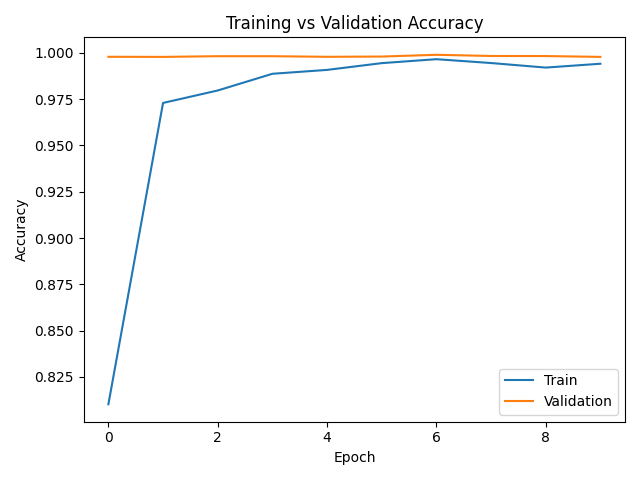 Training vs Validation Accuracy
1.000
0.975
0.950
0.925
0.900
0.875
0.850
0.825
Accuracy
Train
Validation
0 2 4 6 8
Epoch